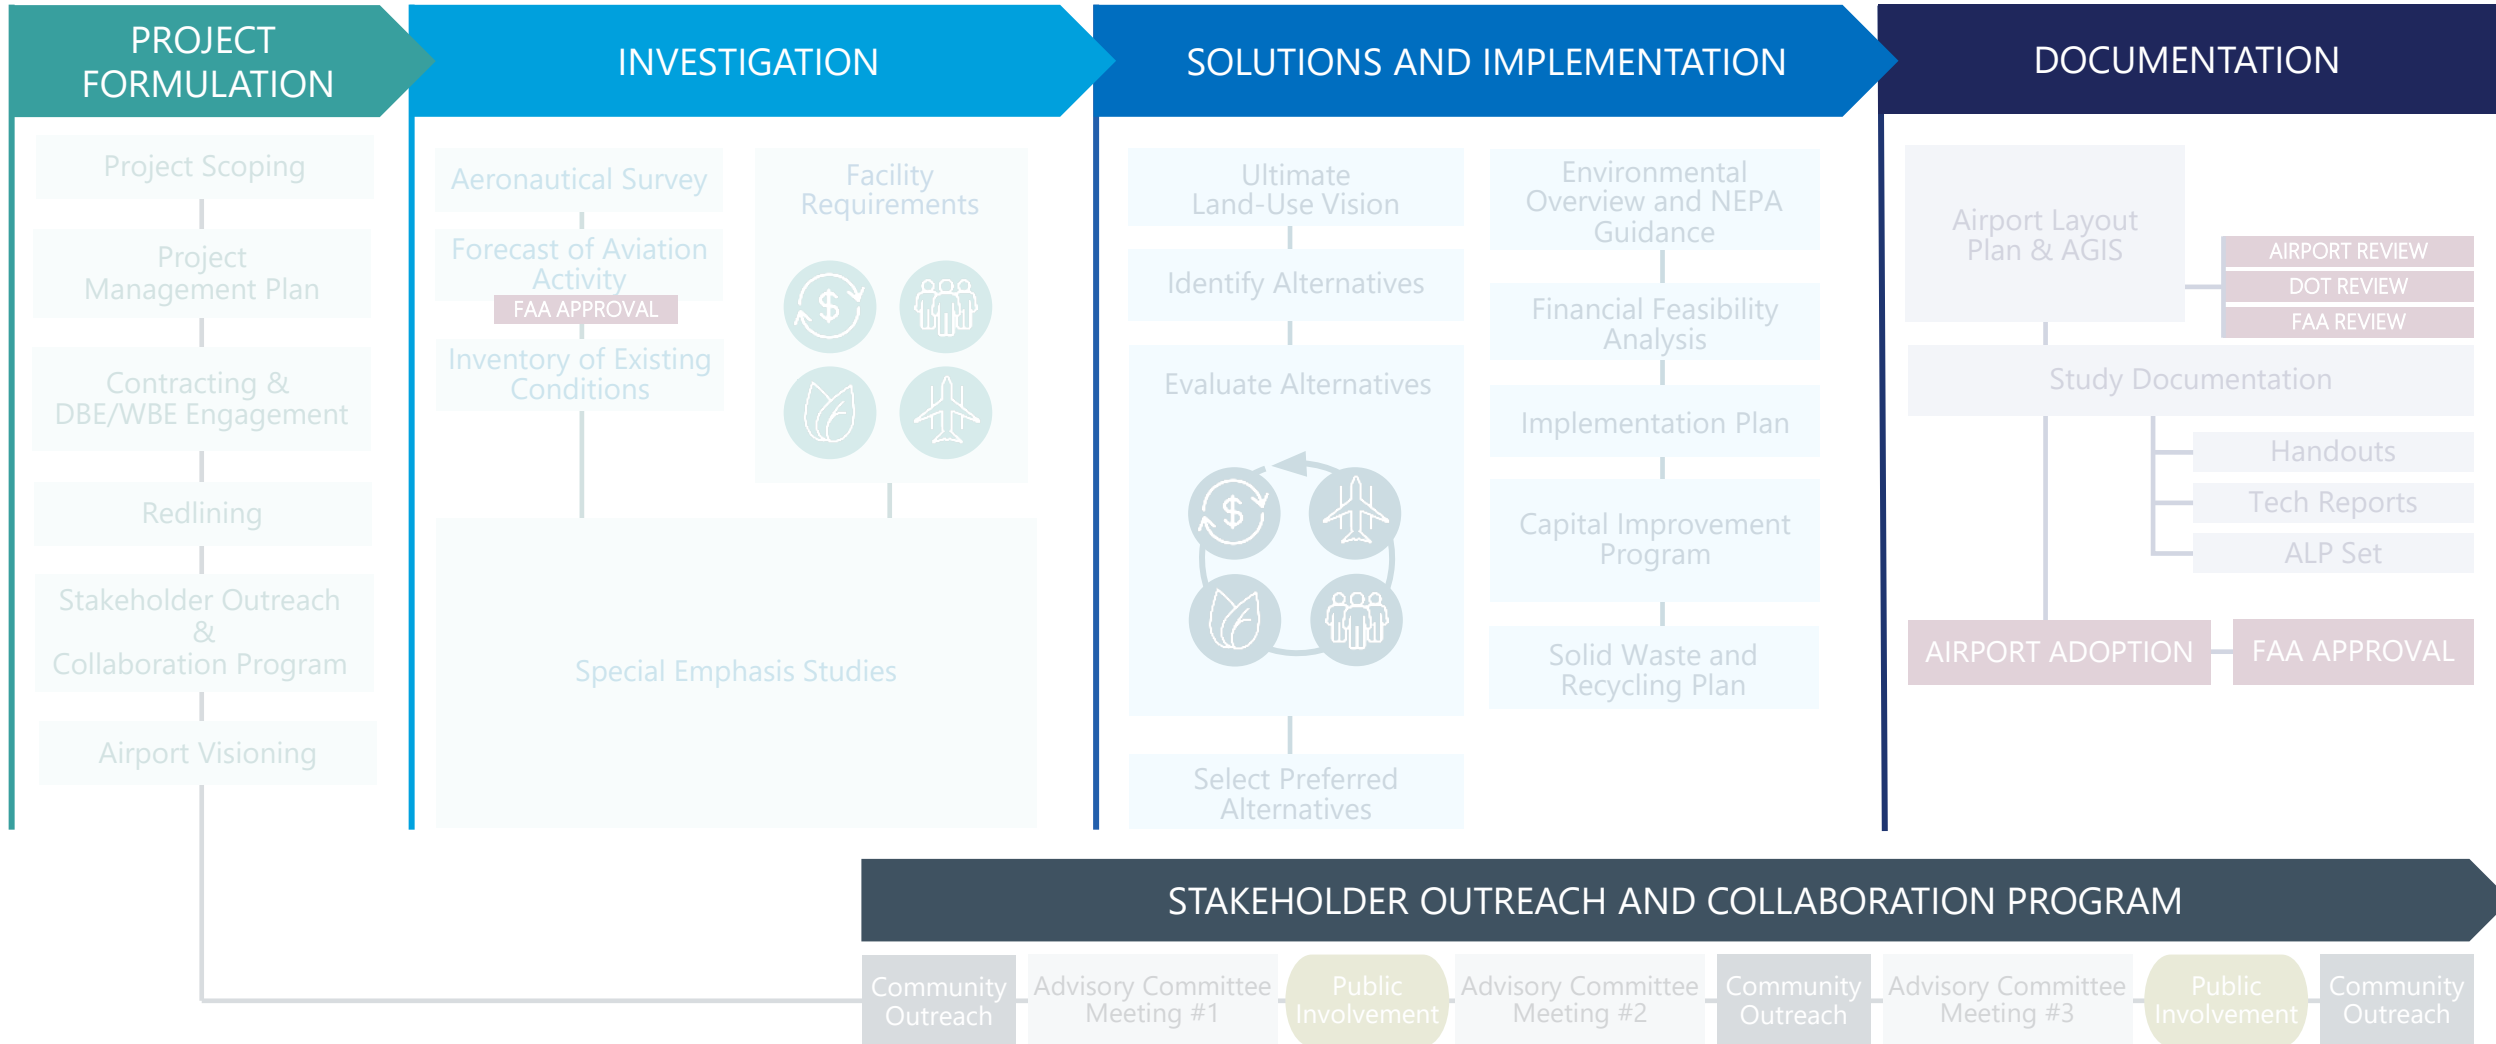 PROJECT
FORMULATION
Project Scoping
Project
Management Plan
Contracting &
DBE/WBE Engagement
Redlining
Stakeholder Outreach
&
Collaboration Program
Airport Visioning
INVESTIGATION
Aeronautical Survey
Forecast of Aviation
Activity
FAA APPROVAL
Inventory of Existing
Conditions
Facility
Requirements
$
Special Emphasis Studies
SOLUTIONS AND IMPLEMENTATION
Ultimate
Land-Use Vision
Identify Alternatives
Evaluate Alternatives
$
Select Preferred
Alternatives
Environmental
Overview and NEPA
Guidance
Financial Feasibility
Analysis
Implementation Plan
Capital Improvement
Program
Solid Waste and
Recycling Plan
DOCUMENTATION
Airport Layout
Plan & AGIS
AIRPORT REVIEW
DOT REVIEW
FAA REVIEW
Study Documentation
Handouts
Tech Reports
ALP Set
AIRPORT ADOPTION
FAA APPROVAL
STAKEHOLDER OUTREACH AND COLLABORATION PROGRAM
Community
Outreach
Advisory Committee
Meeting #1
Public
Involvement
Advisory Committee
Meeting #2
Community
Outreach
Advisory Committee
Meeting #3
Public
Involvement
Community
Outreach